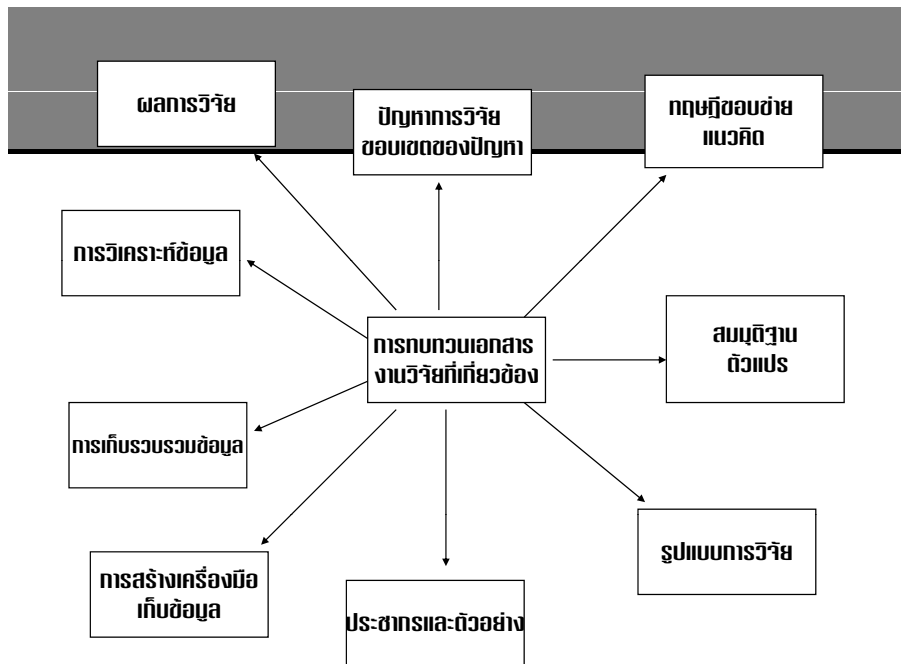 ผลการวิจัย
ปัญหาการวิจัย
ขอบเขตของปัญหา
ทฤษฎีขอบข่าย
แนวคิด
การวิเคราะห์ข้อมูล
การทบทวนเอกสาร
งานวิจัยที่เกี่ยวข้อง
สมมุติฐาน
ตัวแปร
การเก็บรวบรวมข้อมูล
รูปแบบการวิจัย
การสร้างเครื่องมือ
เก็บข้อมูล
ประชากรและตัวอย่าง